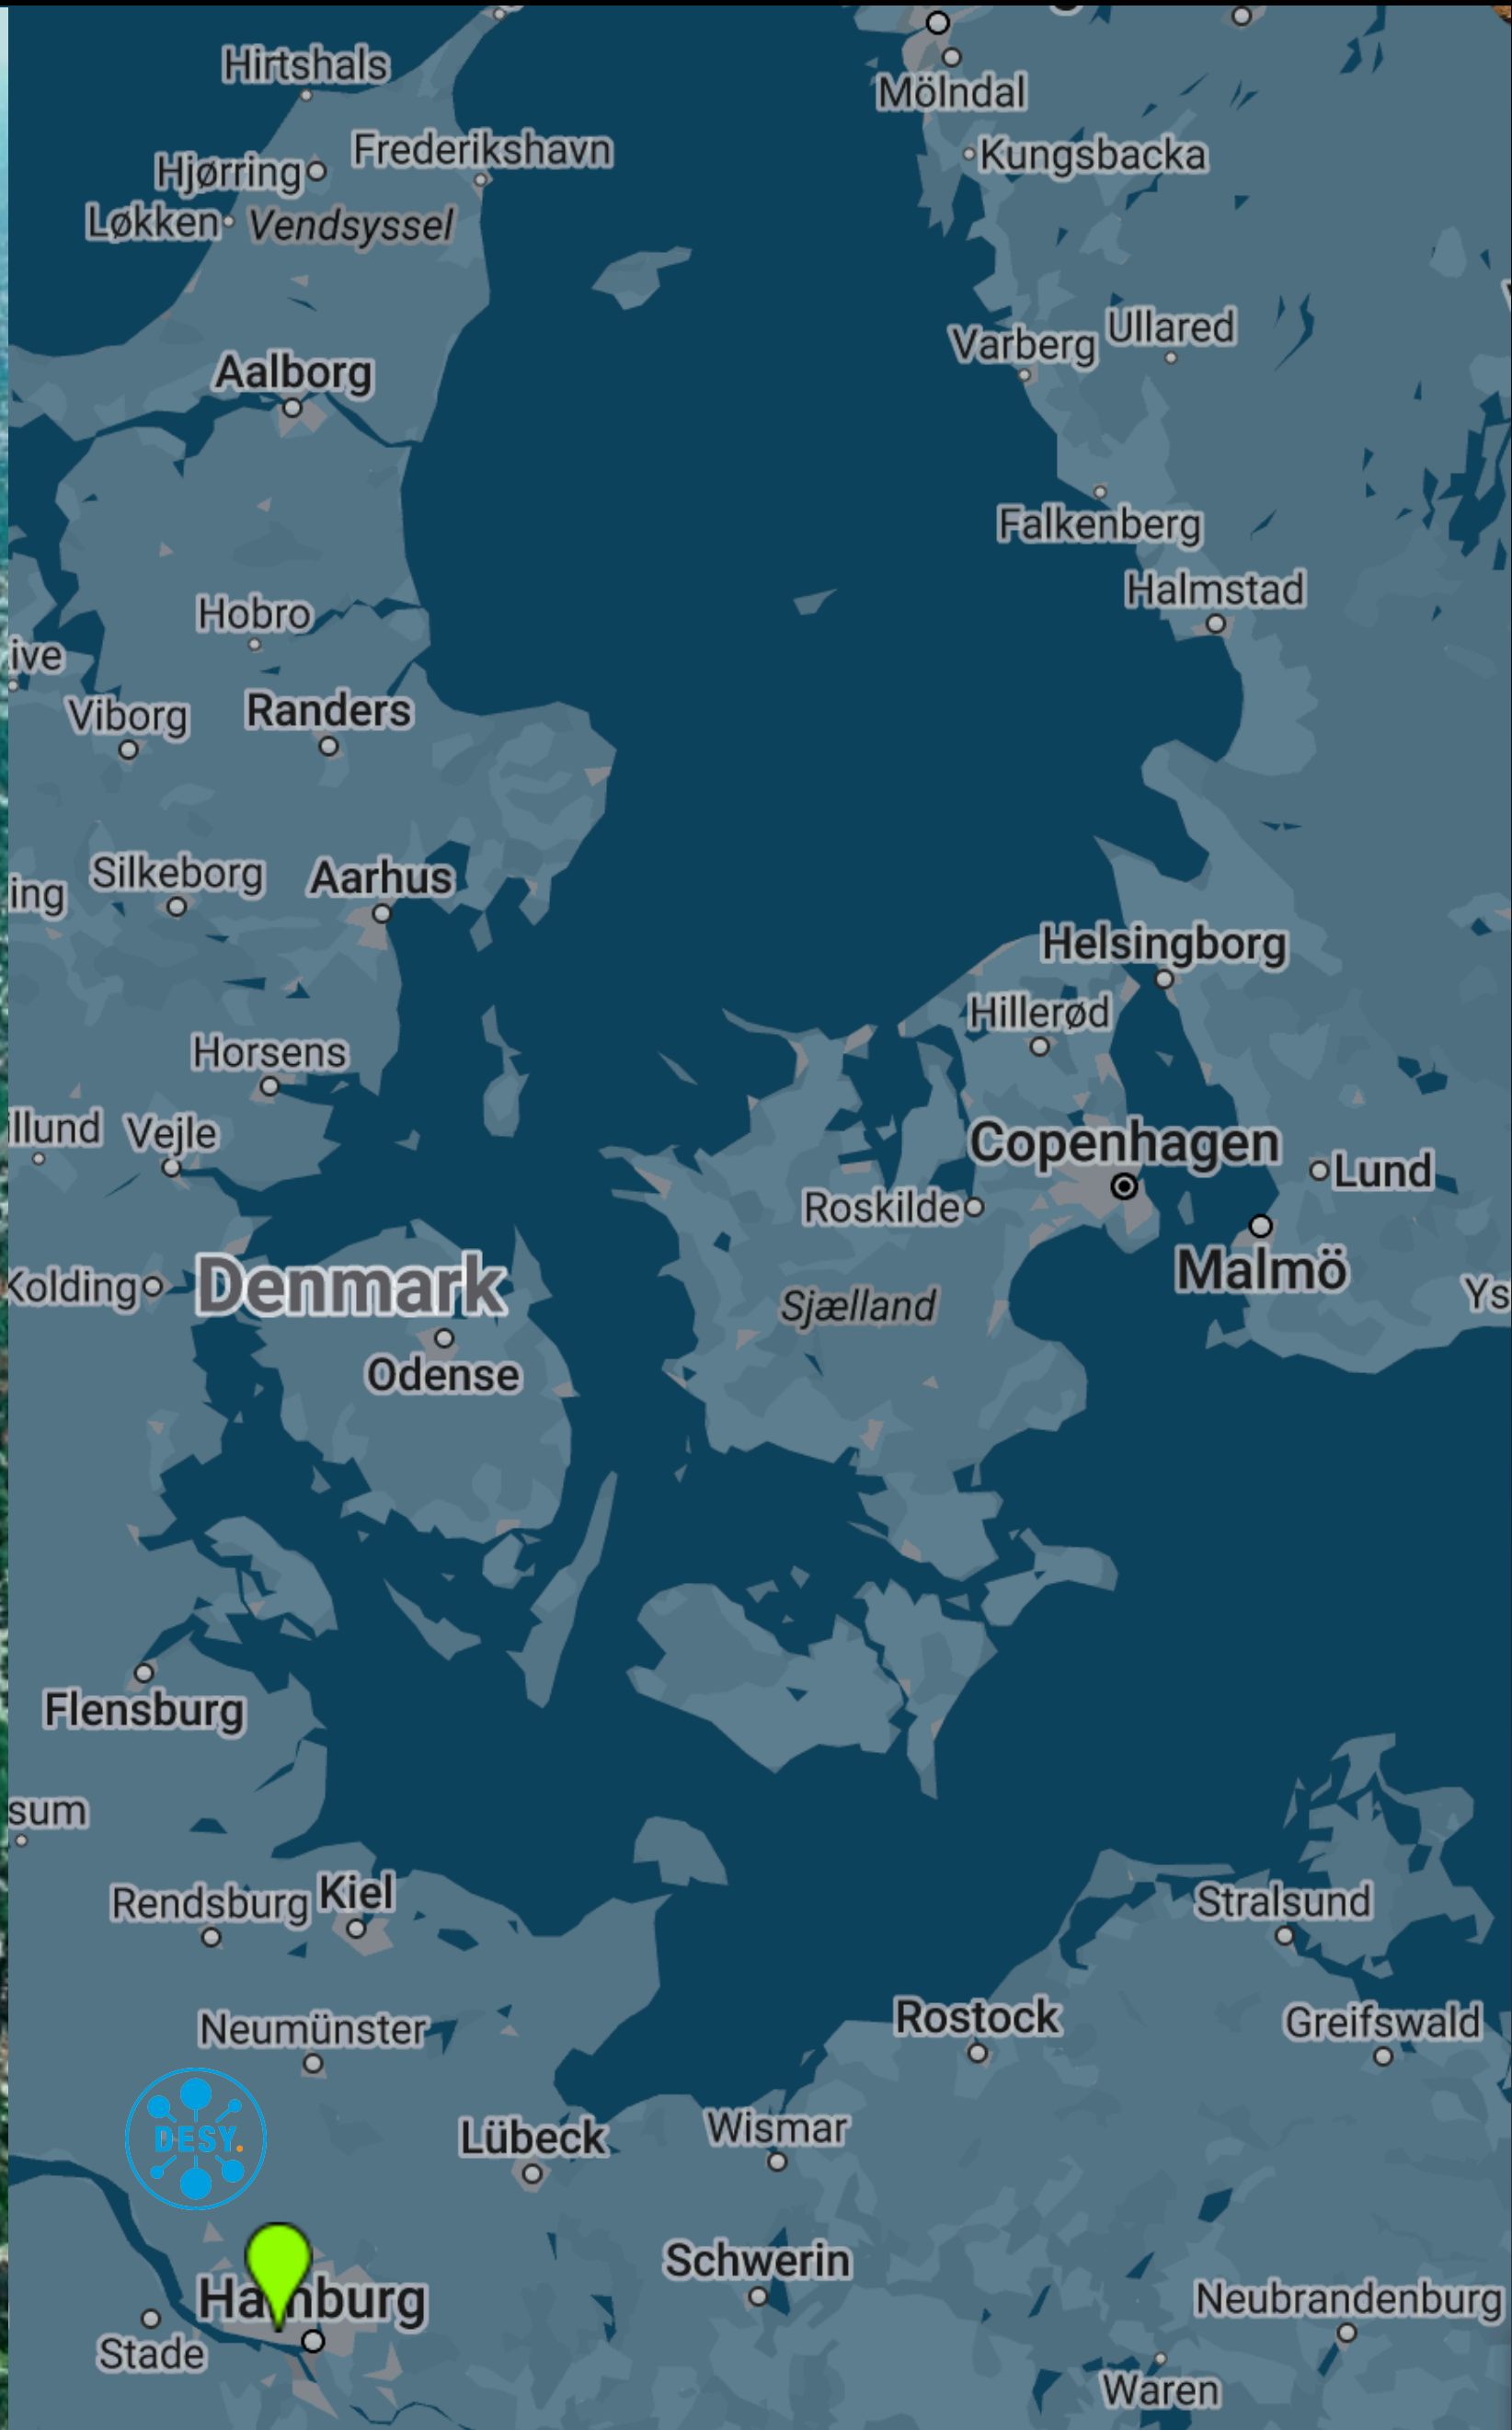 Hirtshals
Mölndal
Frederikshavn
Kungsbacka
Hjørring
Løkken
Vendsyssel
Ullared
Varberg
Aalborg
Falkenberg
Halmstad
Hobro
ive
Viborg
Randers
Silkeborg
Aarhus
ing
Helsingborg
Hillerød
Horsens
illund
Vejle
Copenhagen
Lund
Roskilde
Malmö
Kolding
Denmark
Sjælland
Ys
Odense
Flensburg
sum
Rendsburg
Kiel
Stralsund
Rostock
Neumünster
Greifswald
DESY.
Lübeck
Wismar
Schwerin
Hamburg
Neubrandenburg
Stade
Waren